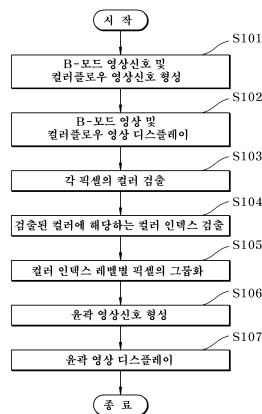 시 작
S101
B-모드 영상신호 및
컬러플로우 영상신호 형성
S102
B-모드 영상 및
컬러플로우 영상 디스플레이
S103
각 픽셀의 컬러 검출
S104
검출된 컬러에 해당하는 컬러 인덱스 검출
S105
컬러 인덱스 레벨별 픽셀의 그룹화
S106
윤곽 영상신호 형성
S107
윤곽 영상 디스플레이
종 료